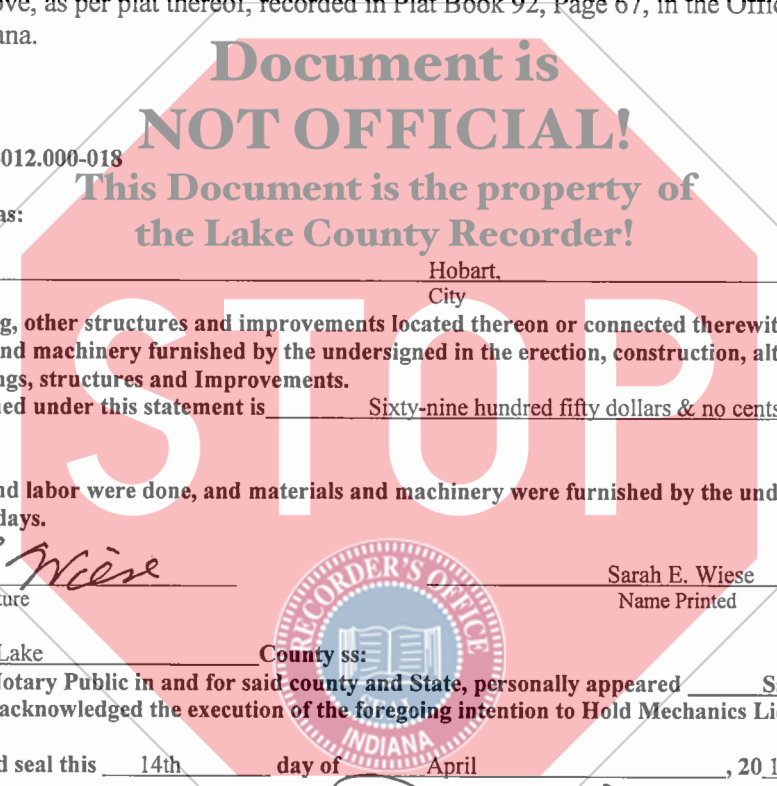 ove, as per plat thereof, recorded in Plat Book 92, Page 67, in the Offic
ana.
Document is
NOT OFFICIAL!
012.000-018
This Document is the property of
as:
the Lake County Recorder!
Hobart,
City
STOP
g, other structures and improvements located thereon or connected therewit
nd machinery furnished by the undersigned in the erection, construction, alt
ngs, structures and Improvements.
ed under this statement is Sixty-nine hundred fifty dollars & no cents
nd labor were done, and materials and machinery were furnished by the und
days.
Wiese Sarah E. Wiese
ture Name Printed
RECORDER'S OFFICE
SEAL
INDIANA
Lake County ss:
Notary Public in and for said county and State, personally appeared S
acknowledged the execution of the foregoing intention to Hold Mechanics Li
d seal this 14th day of April , 20 1